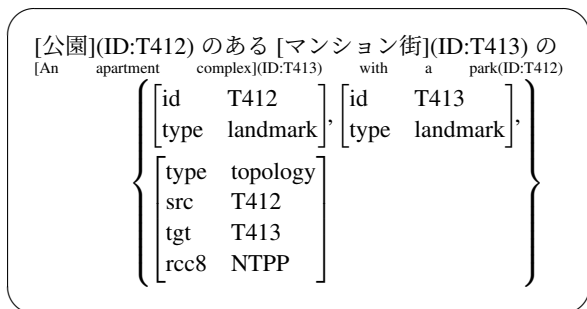 [公園](ID:T412) のある [マンション街](ID:T413) の
[An apartment complex](ID:T413) with a park(ID:T412)
id T412 , id T413 ,
type landmark type landmark
type topology
src T412
tgt T413
rcc8 NTPP